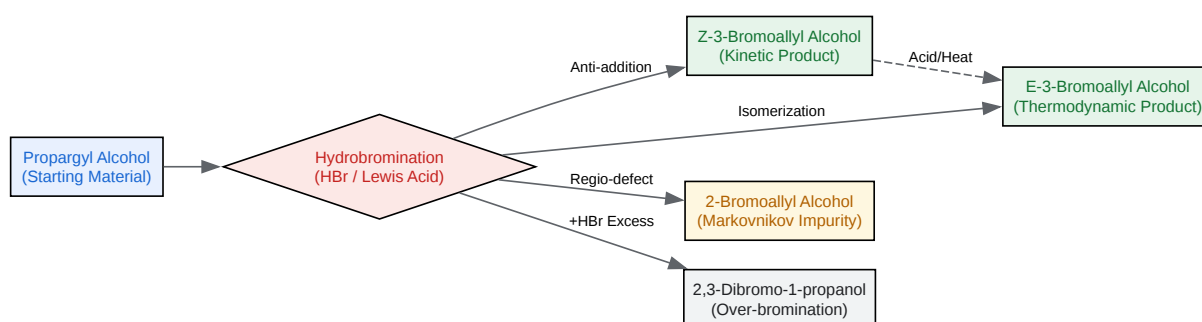 Propargyl Alcohol
(Starting Material)
Hydrobromination
(HBr / Lewis Acid)
Anti-addition
Isomerization
Regio-defect
+HBr Excess
Z-3-Bromoallyl Alcohol
(Kinetic Product)
Acid/Heat
E-3-Bromoallyl Alcohol
(Thermodynamic Product)
2-Bromoallyl Alcohol
(Markovnikov Impurity)
2,3-Dibromo-1-propanol
(Over-bromination)